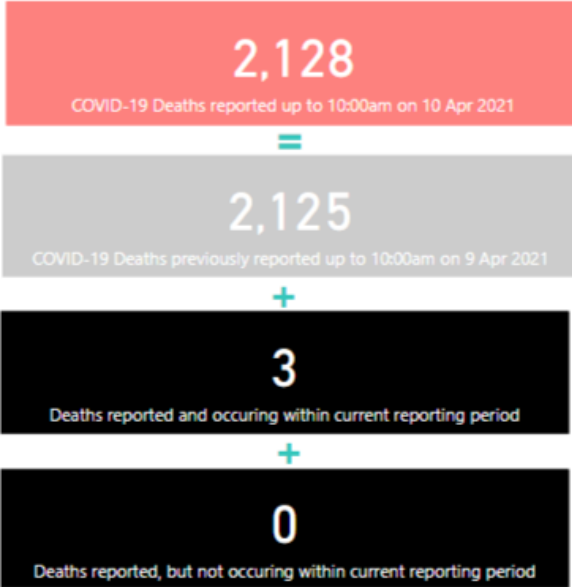 2,128
COVID-19 Deaths reported up to 10:00am on 10 Apr 2021
=
2,125
COVID-19 Deaths previously reported up to 10:00am on 9 Apr 2021
+
3
Deaths reported and occuring within current reporting period
+
0
Deaths reported, but not occuring within current reporting period